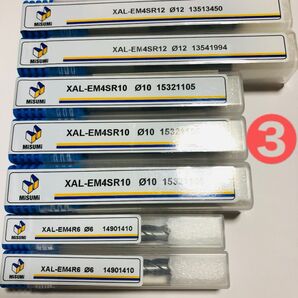 MiSUMi XAL-EM4SR12 Ø12 13513450
MiSUMi XAL-EM4SR12 Ø12 13541994
MiSUMi XAL-EM4SR10 Ø10 15321105
MiSUMi XAL-EM4SR10 Ø10
3
MiSUMi XAL-EM4SR10 Ø10
MiSUMi XAL-EM4R6 Ø6 14901410
MiSUMi XAL-EM4R6 Ø6 14901410